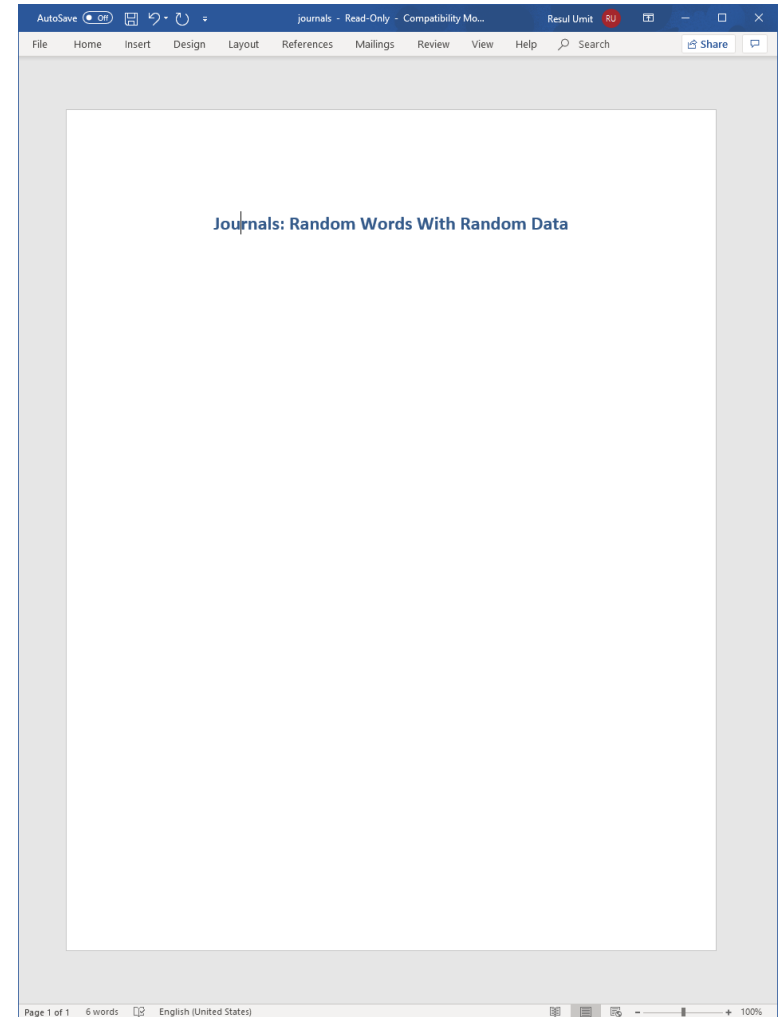 AutoSave Off journals - Read-Only - Compatibility Mo... Resul Umit RU
File Home Insert Design Layout References Mailings Review View Help Search Share
Journals: Random Words With Random Data
Page 1 of 1 6 words English (United States) - + 100%